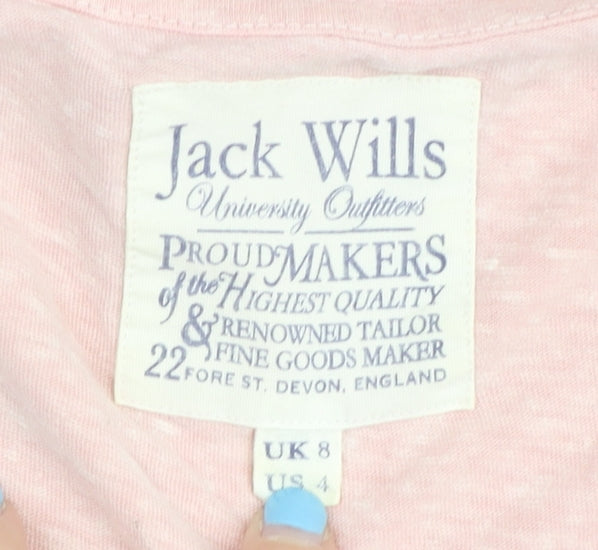 Jack Wills
University Outfitters
PROUD MAKERS
of the HIGHEST QUALITY
& RENOWNED TAILOR
FINE GOODS MAKER
22 FORE ST. DEVON, ENGLAND
UK 8
US 4